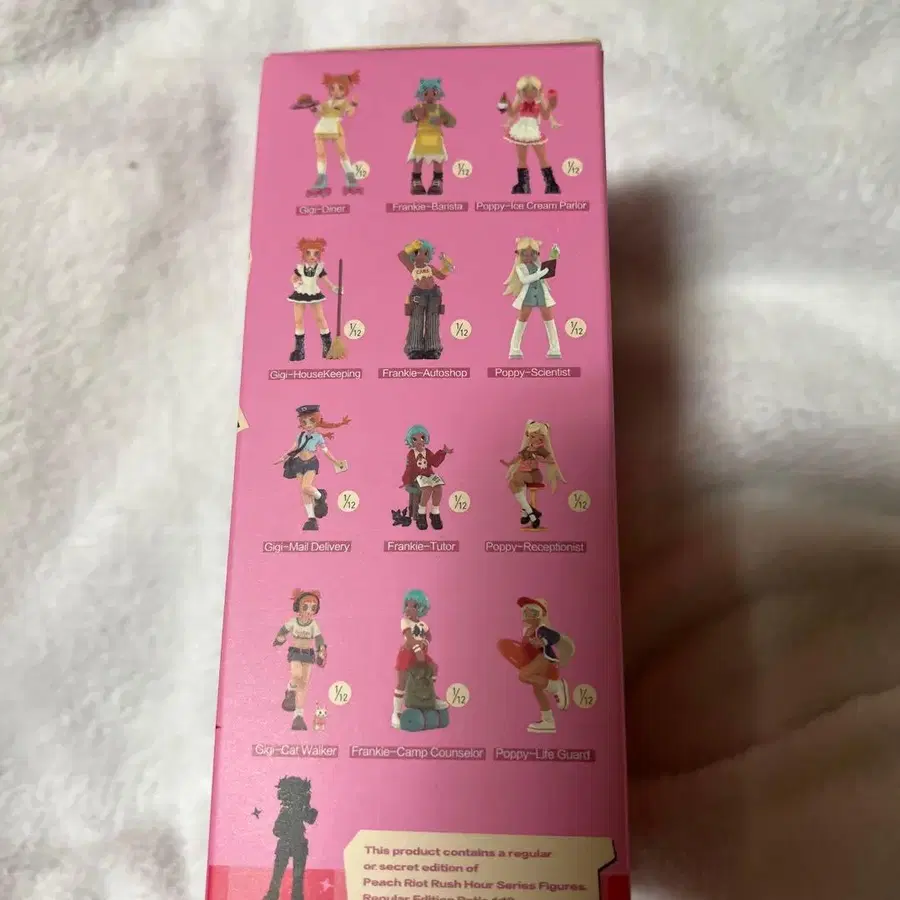 1/12 1/12 1/12
Gigi-Diner Frankie-Barista Poppy-Ice Cream Parlor
1/12 1/12 1/12
Gigi-HouseKeeping Frankie-Autoshop Poppy-Scientist
1/12 1/12 1/12
Gigi-Mail Delivery Frankie-Tutor Poppy-Receptionist
1/12 1/12 1/12
Gigi-Cat Walker Frankie-Camp Counselor Poppy-Life Guard
This product contains a regular
or secret edition of
Peach Riot Rush Hour Series Figures.
Regular Edition